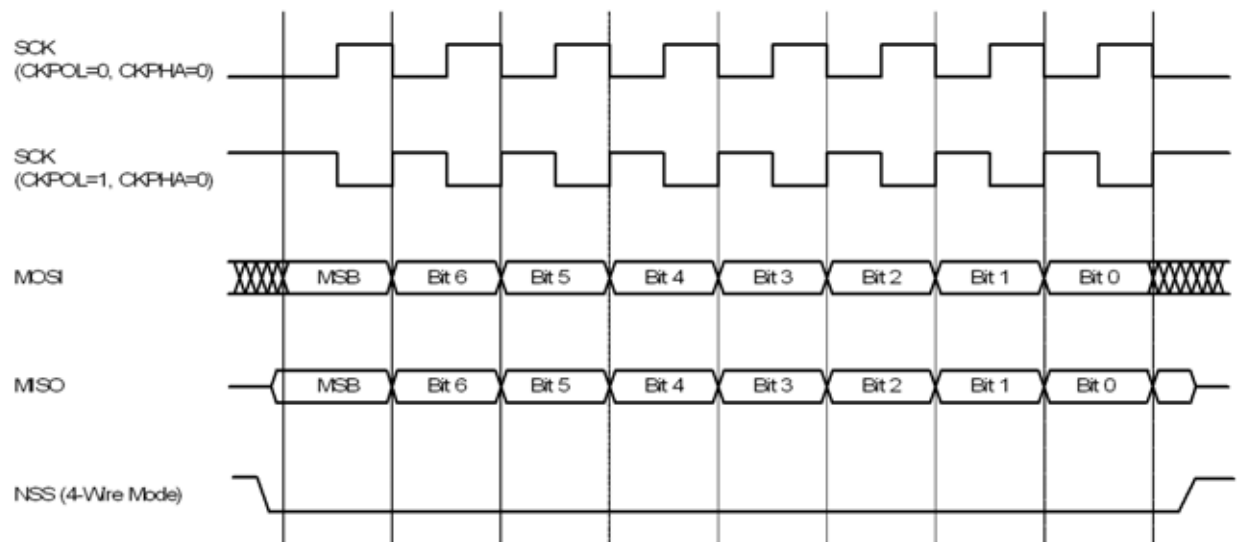 SCK
(CKPOL=0, CKPHA=0)
SCK
(CKPOL=1, CKPHA=0)
MOSI
MSB Bit 6 Bit 5 Bit 4 Bit 3 Bit 2 Bit 1 Bit 0
MISO
MSB Bit 6 Bit 5 Bit 4 Bit 3 Bit 2 Bit 1 Bit 0
NSS (4-Wire Mode)